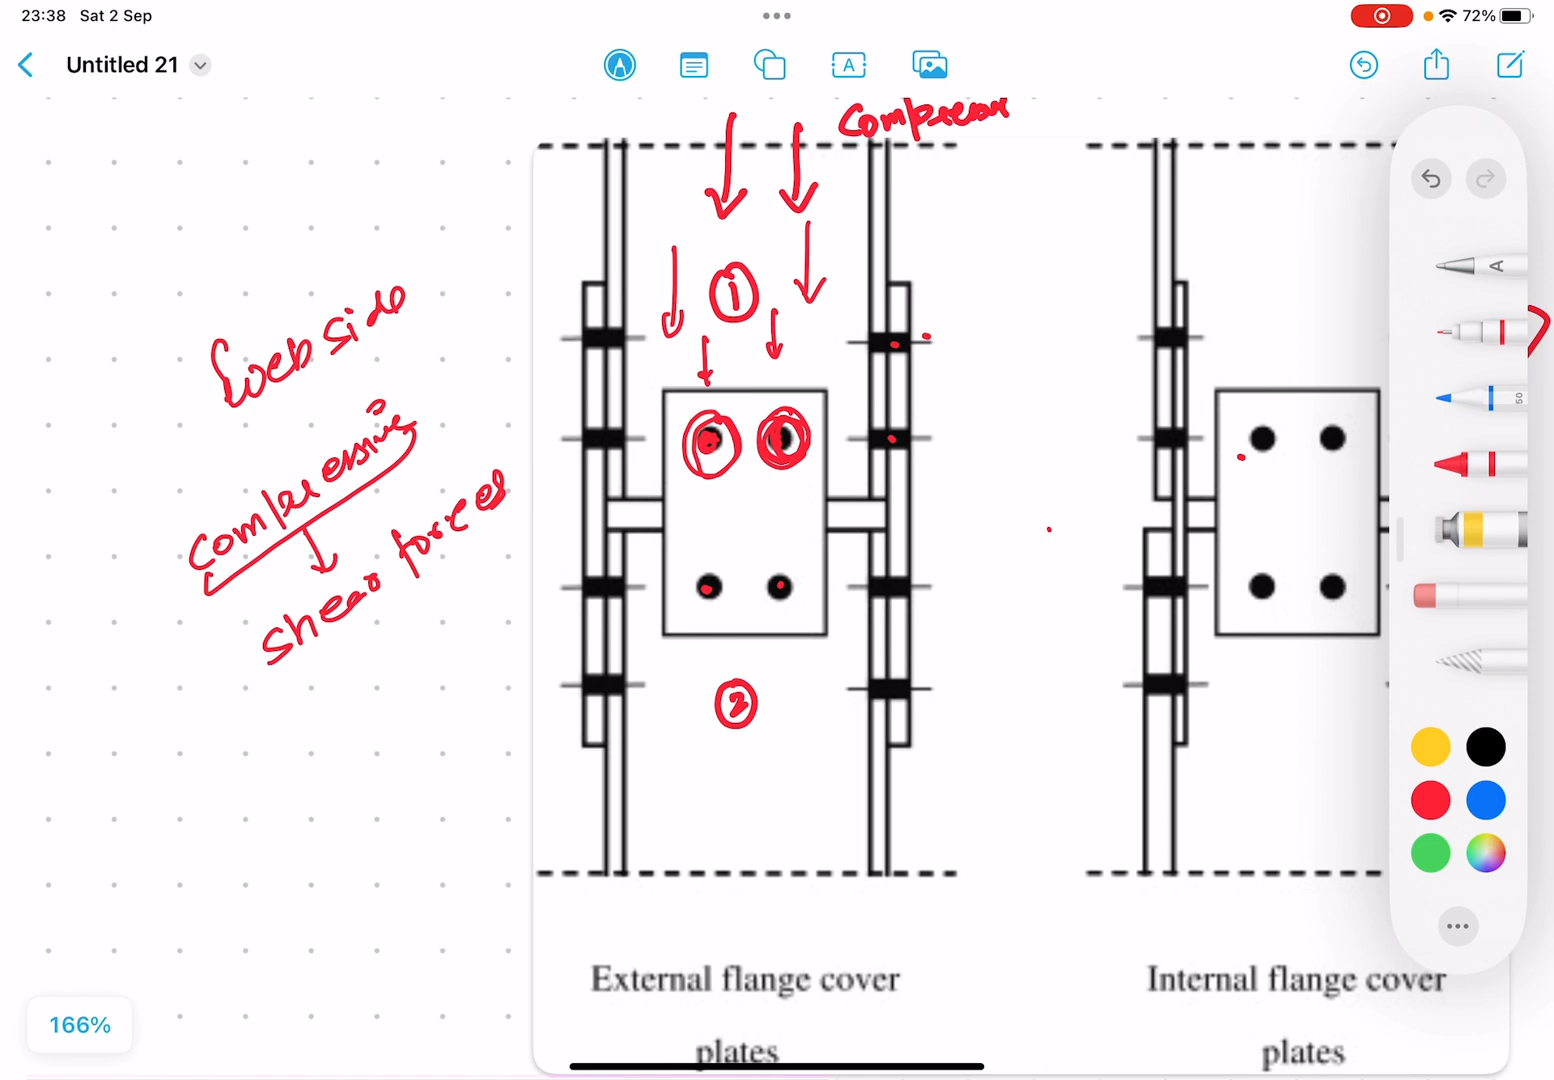 23:38 Sat 2 Sep
72%
Untitled 21
A
Web side
Compressive
Shear forces
1
2
A
50
External flange cover
plates
Internal flange cover
plates
166%